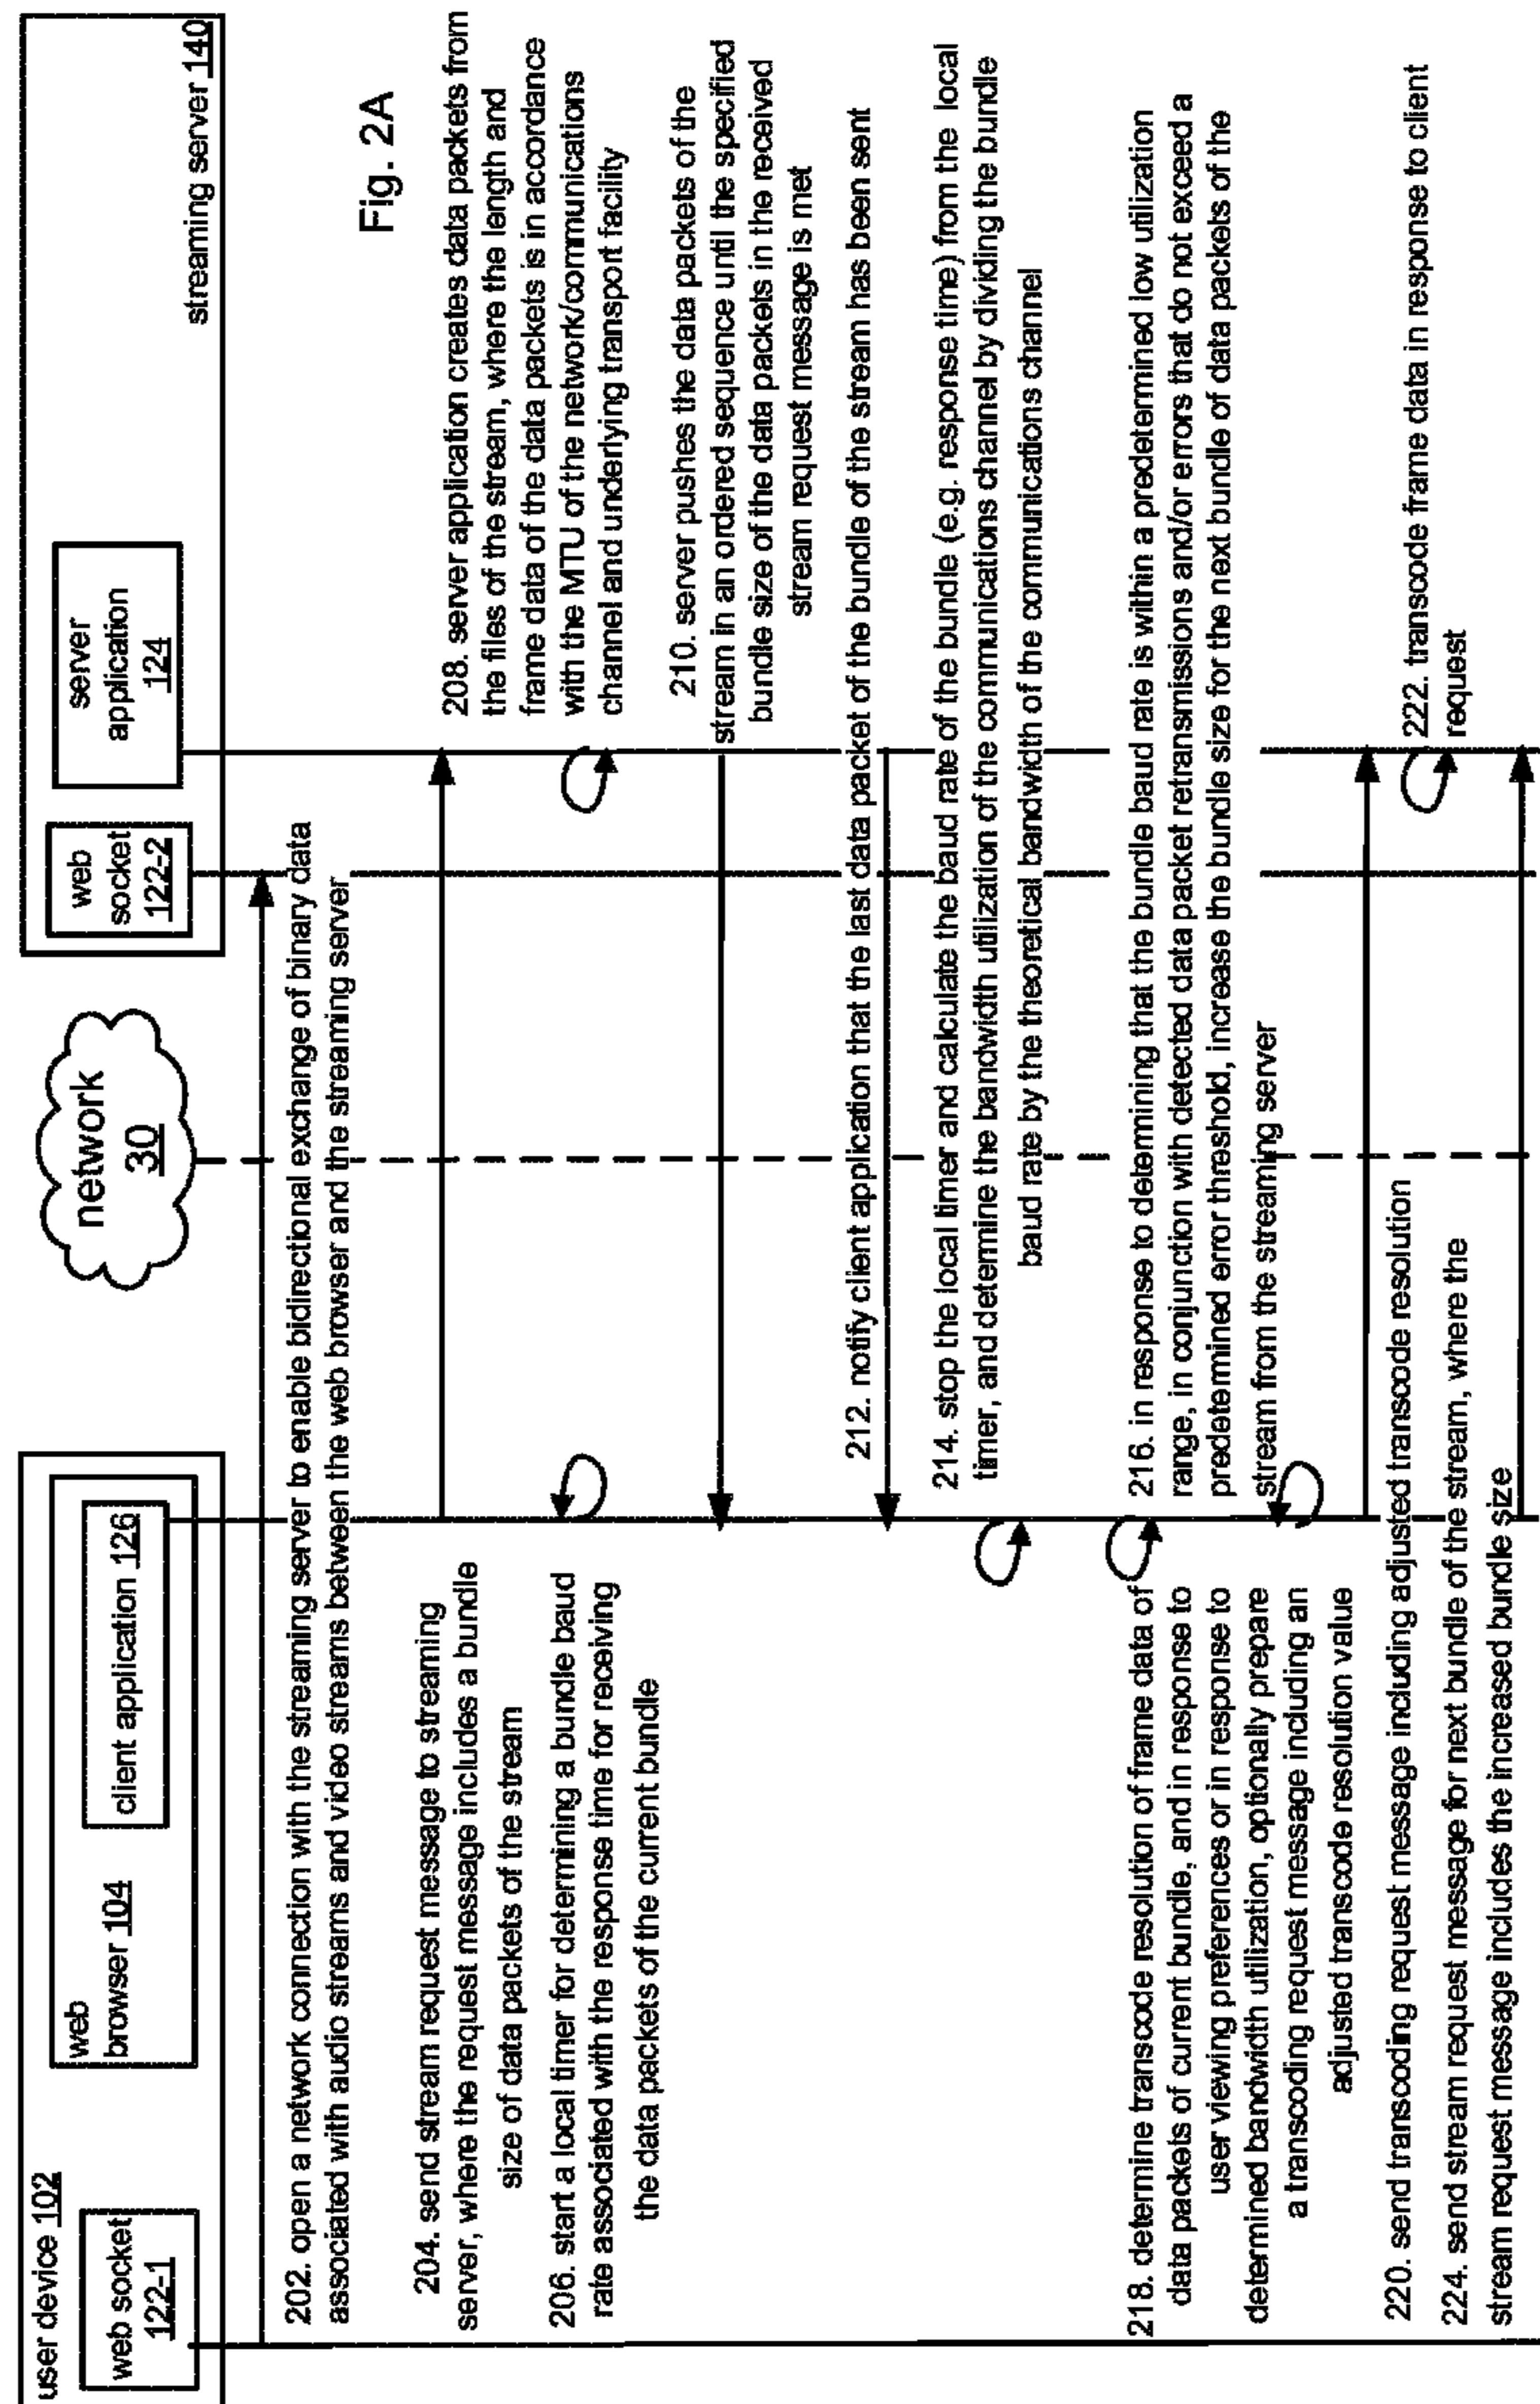 user device 102
web socket
122-1
web
browser 104
client application 126
network
30
web
socket
122-2
server
application
124
streaming server 140
202. open a network connection with the streaming server to enable bidirectional exchange of binary data
associated with audio streams and video streams between the web browser and the streaming server
Fig. 2A
204. send stream request message to streaming
server, where the request message includes a bundle
size of data packets of the stream
206. start a local timer for determining a bundle baud
rate associated with the response time for receiving
the data packets of the current bundle
208. server application creates data packets from
the files of the stream, where the length and
frame data of the data packets is in accordance
with the MTU of the network/communications
channel and underlying transport facility
210. server pushes the data packets of the
stream in an ordered sequence until the specified
bundle size of the data packets in the received
stream request message is met
212. notify client application that the last data packet of the bundle of the stream has been sent
214. stop the local timer and calculate the baud rate of the bundle (e.g. response time) from the local
timer, and determine the bandwidth utilization of the communications channel by dividing the bundle
baud rate by the theoretical bandwidth of the communications channel
216. in response to determining that the bundle baud rate is within a predetermined low utilization
range, in conjunction with detected data packet retransmissions and/or errors that do not exceed a
predetermined error threshold, increase the bundle size for the next bundle of data packets of the
stream from the streaming server
218. determine transcode resolution of frame data of
data packets of current bundle, and in response to
user viewing preferences or in response to
determined bandwidth utilization, optionally prepare
a transcoding request message including an
adjusted transcode resolution value
220. send transcoding request message including adjusted transcode resolution
222. transcode frame data in response to client
request
224. send stream request message for next bundle of the stream, where the
stream request message includes the increased bundle size